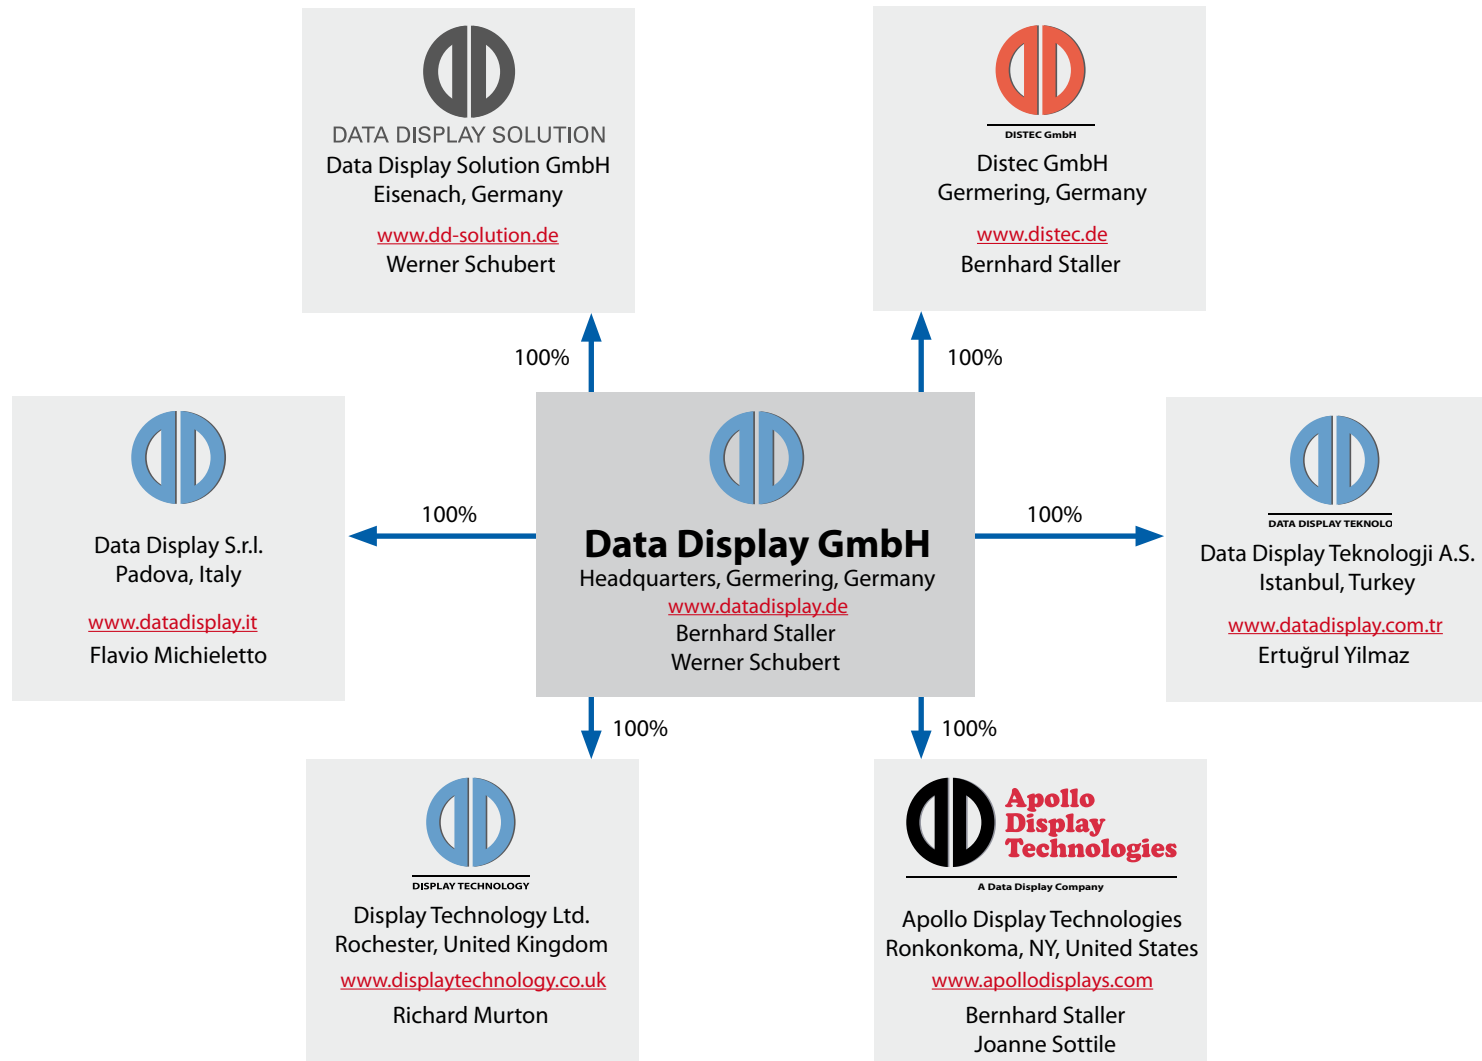 DATA DISPLAY SOLUTION
Data Display Solution GmbH
Eisenach, Germany
www.dd-solution.de
Werner Schubert
DISTEC GmbH
Distec GmbH
Germering, Germany
www.distec.de
Bernhard Staller
100%
100%
Data Display S.r.l.
Padova, Italy
www.datadisplay.it
Flavio Michieletto
100%
Data Display GmbH
Headquarters, Germering, Germany
www.datadisplay.de
Bernhard Staller
Werner Schubert
100%
DATA DISPLAY TEKNOLO
Data Display Teknologji A.S.
Istanbul, Turkey
www.datadisplay.com.tr
Ertuğrul Yilmaz
100%
100%
DISPLAY TECHNOLOGY
Display Technology Ltd.
Rochester, United Kingdom
www.displaytechnology.co.uk
Richard Murton
Apollo
Display
Technologies
A Data Display Company
Apollo Display Technologies
Ronkonkoma, NY, United States
www.apollodisplays.com
Bernhard Staller
Joanne Sottile